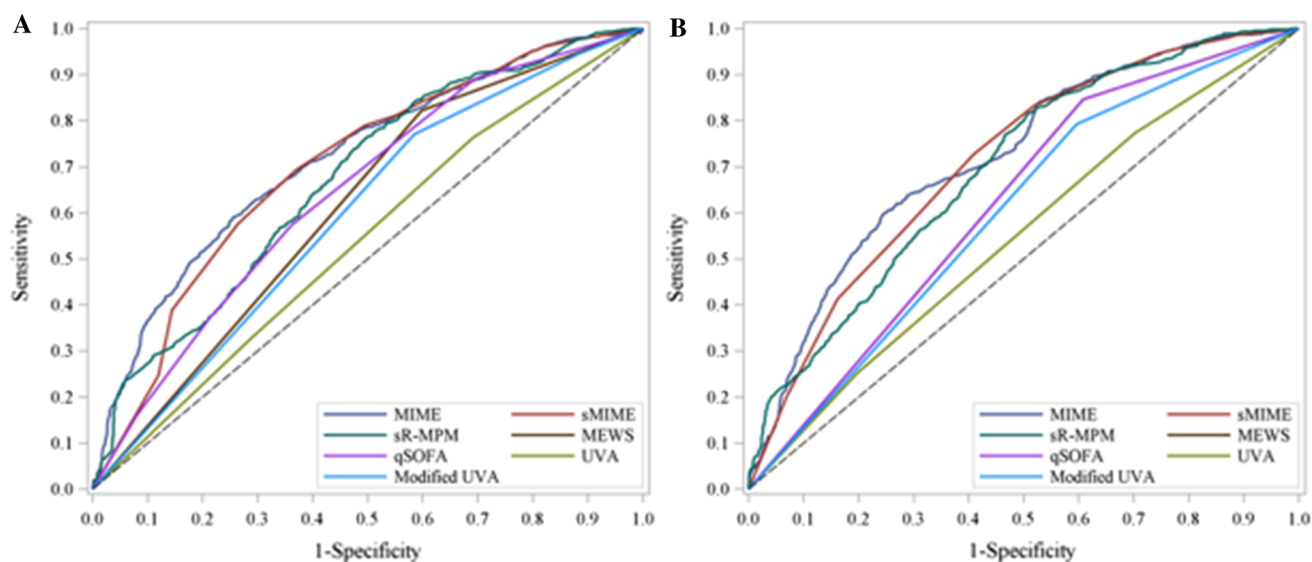 A
1.0
0.9
0.8
0.7
0.6
0.5
0.4
0.3
0.2
0.1
0.0
Sensitivity
MIME sMIME
sR-MPM MEWS
qSOFA UVA
Modified UVA
0.0 0.1 0.2 0.3 0.4 0.5 0.6 0.7 0.8 0.9 1.0
1-Specificity
B
1.0
0.9
0.8
0.7
0.6
0.5
0.4
0.3
0.2
0.1
0.0
Sensitivity
MIME sMIME
sR-MPM MEWS
qSOFA UVA
Modified UVA
0.0 0.1 0.2 0.3 0.4 0.5 0.6 0.7 0.8 0.9 1.0
1-Specificity